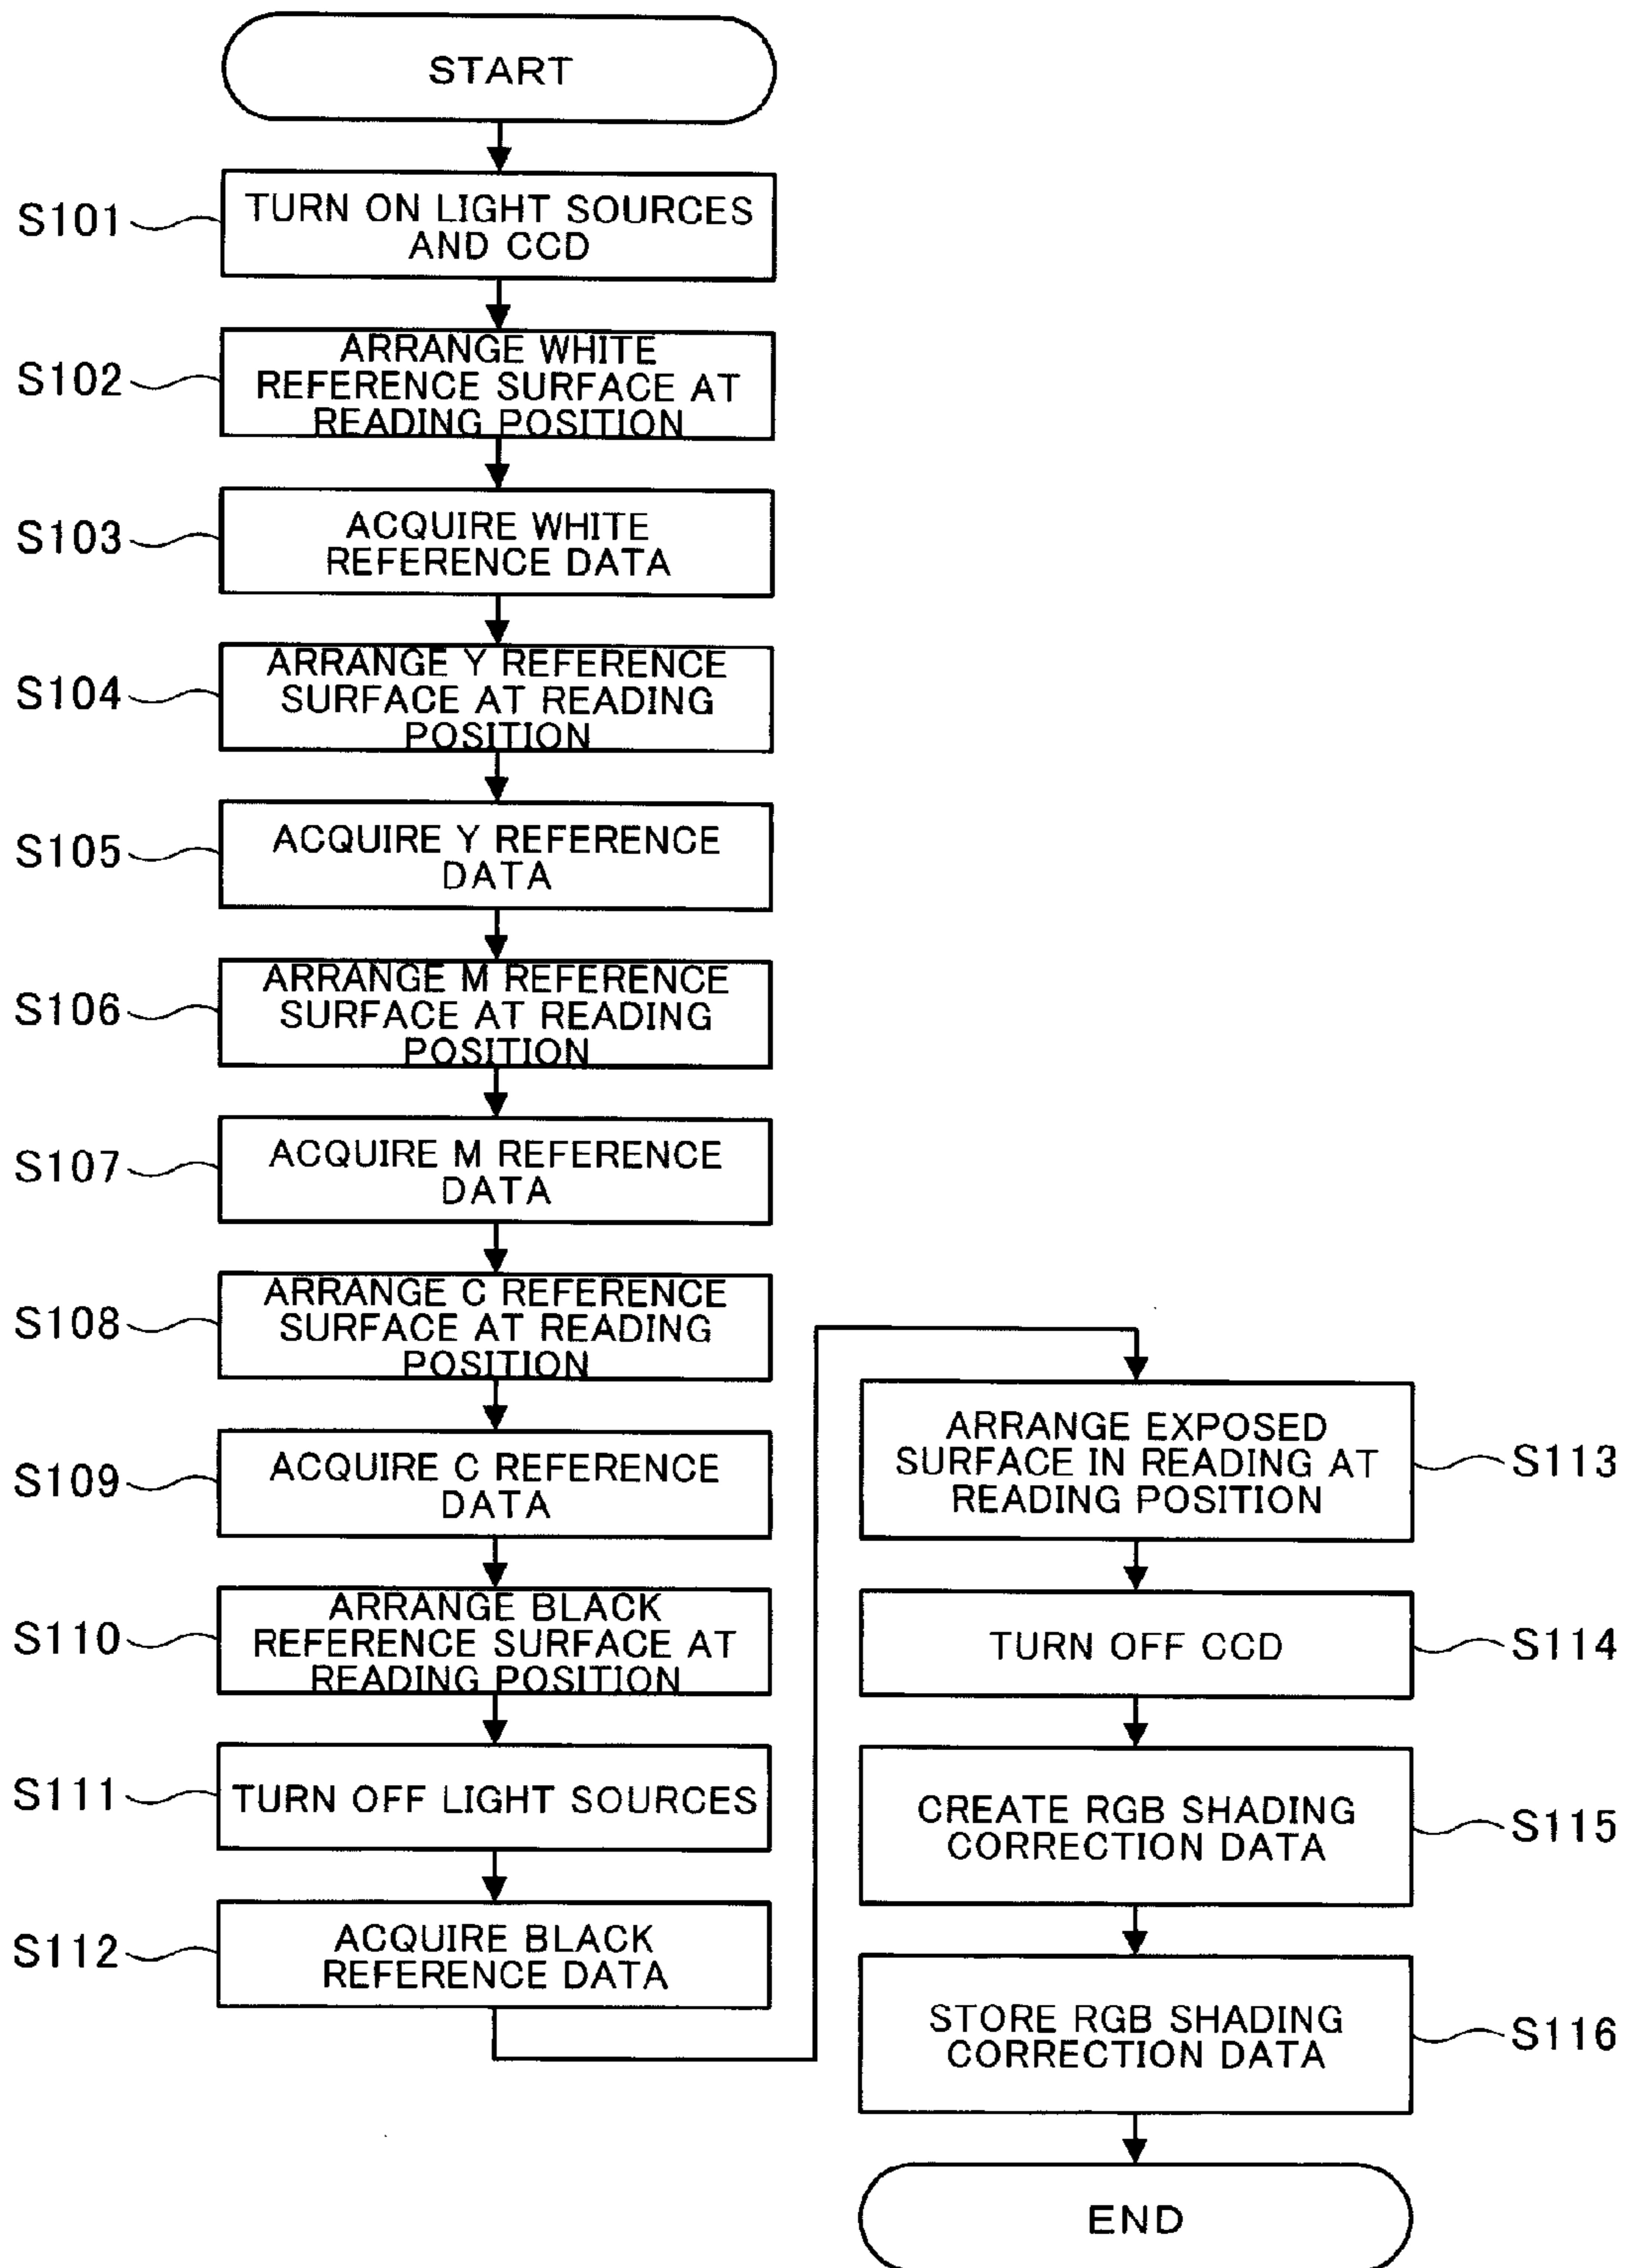 START
S101
TURN ON LIGHT SOURCES
AND CCD
S102
ARRANGE WHITE
REFERENCE SURFACE AT
READING POSITION
S103
ACQUIRE WHITE
REFERENCE DATA
S104
ARRANGE Y REFERENCE
SURFACE AT READING
POSITION
S105
ACQUIRE Y REFERENCE
DATA
S106
ARRANGE M REFERENCE
SURFACE AT READING
POSITION
S107
ACQUIRE M REFERENCE
DATA
S108
ARRANGE C REFERENCE
SURFACE AT READING
POSITION
S109
ACQUIRE C REFERENCE
DATA
S110
ARRANGE BLACK
REFERENCE SURFACE AT
READING POSITION
S111
TURN OFF LIGHT SOURCES
S112
ACQUIRE BLACK
REFERENCE DATA
ARRANGE EXPOSED
SURFACE IN READING AT
READING POSITION
S113
TURN OFF CCD
S114
CREATE RGB SHADING
CORRECTION DATA
S115
STORE RGB SHADING
CORRECTION DATA
S116
END